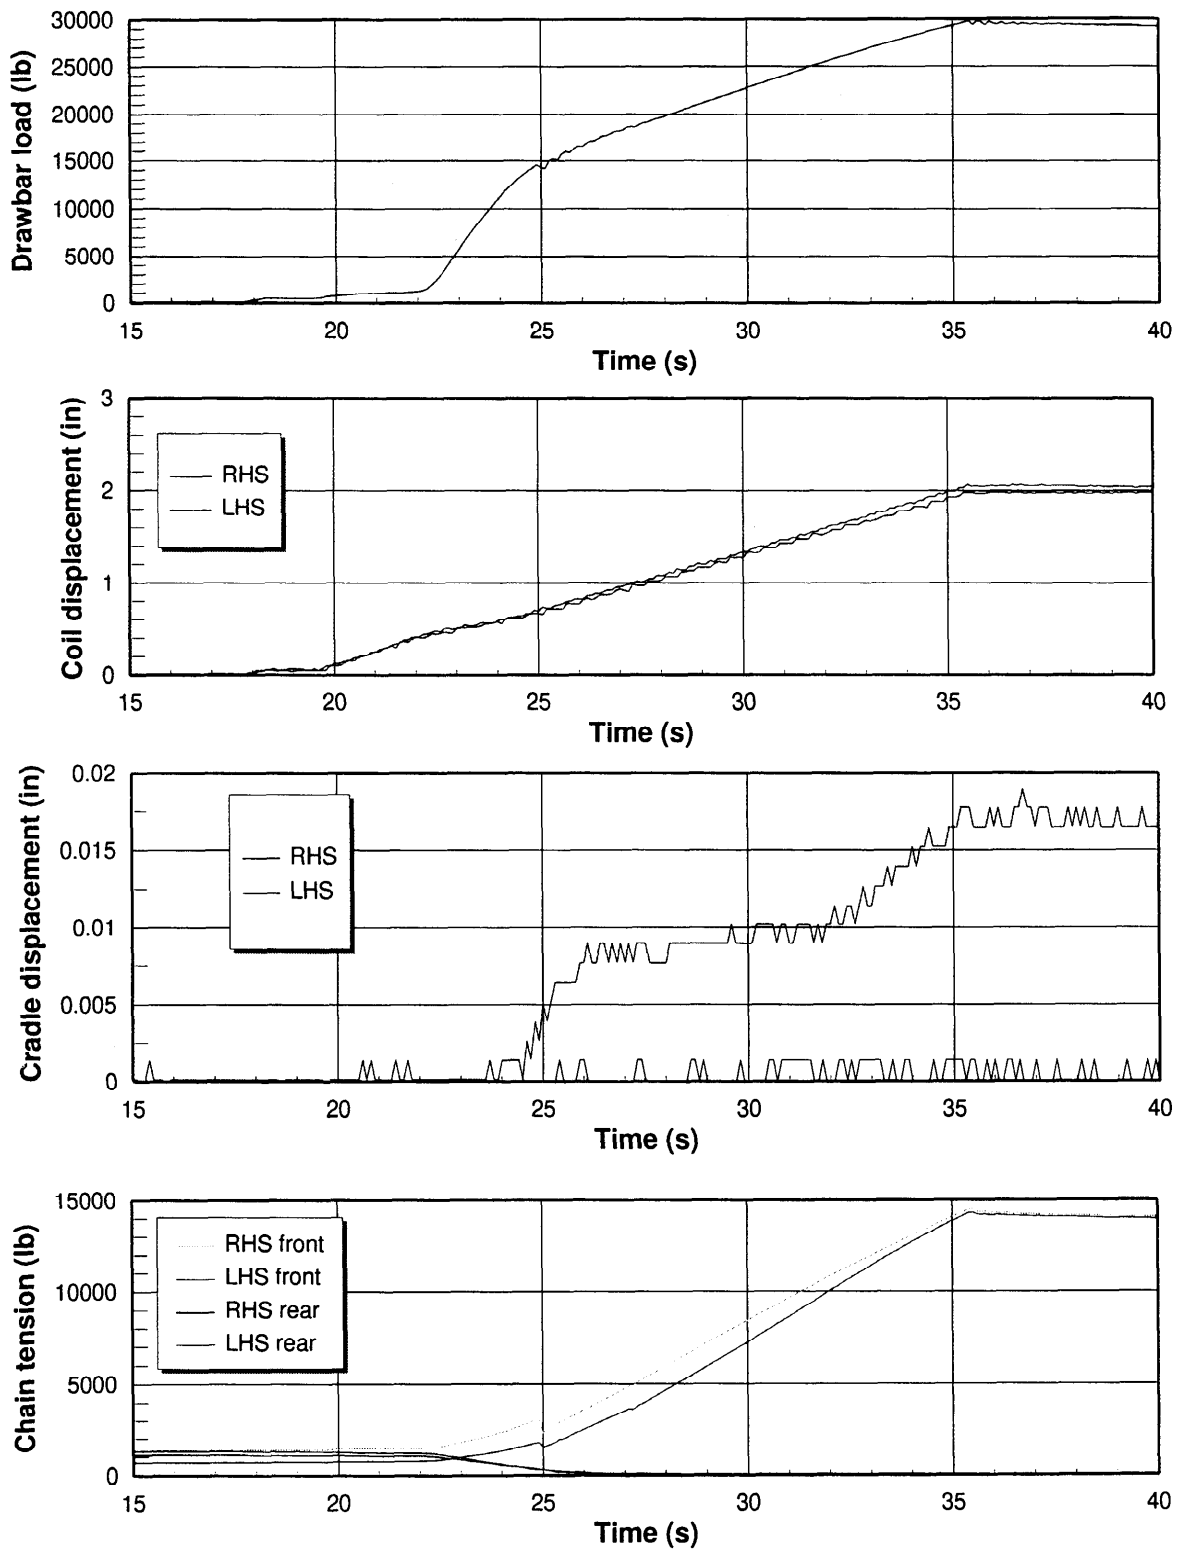 30000
25000
20000
15000
10000
5000
0
Drawbar load (lb)
15 20 25 30 35 40
Time (s)
3
2
1
0
Coil displacement (in)
RHS
LHS
15 20 25 30 35 40
Time (s)
0.02
0.015
0.01
0.005
0
Cradle displacement (in)
RHS
LHS
15 20 25 30 35 40
Time (s)
15000
10000
5000
0
Chain tension (lb)
RHS front
LHS front
RHS rear
LHS rear
15 20 25 30 35 40
Time (s)